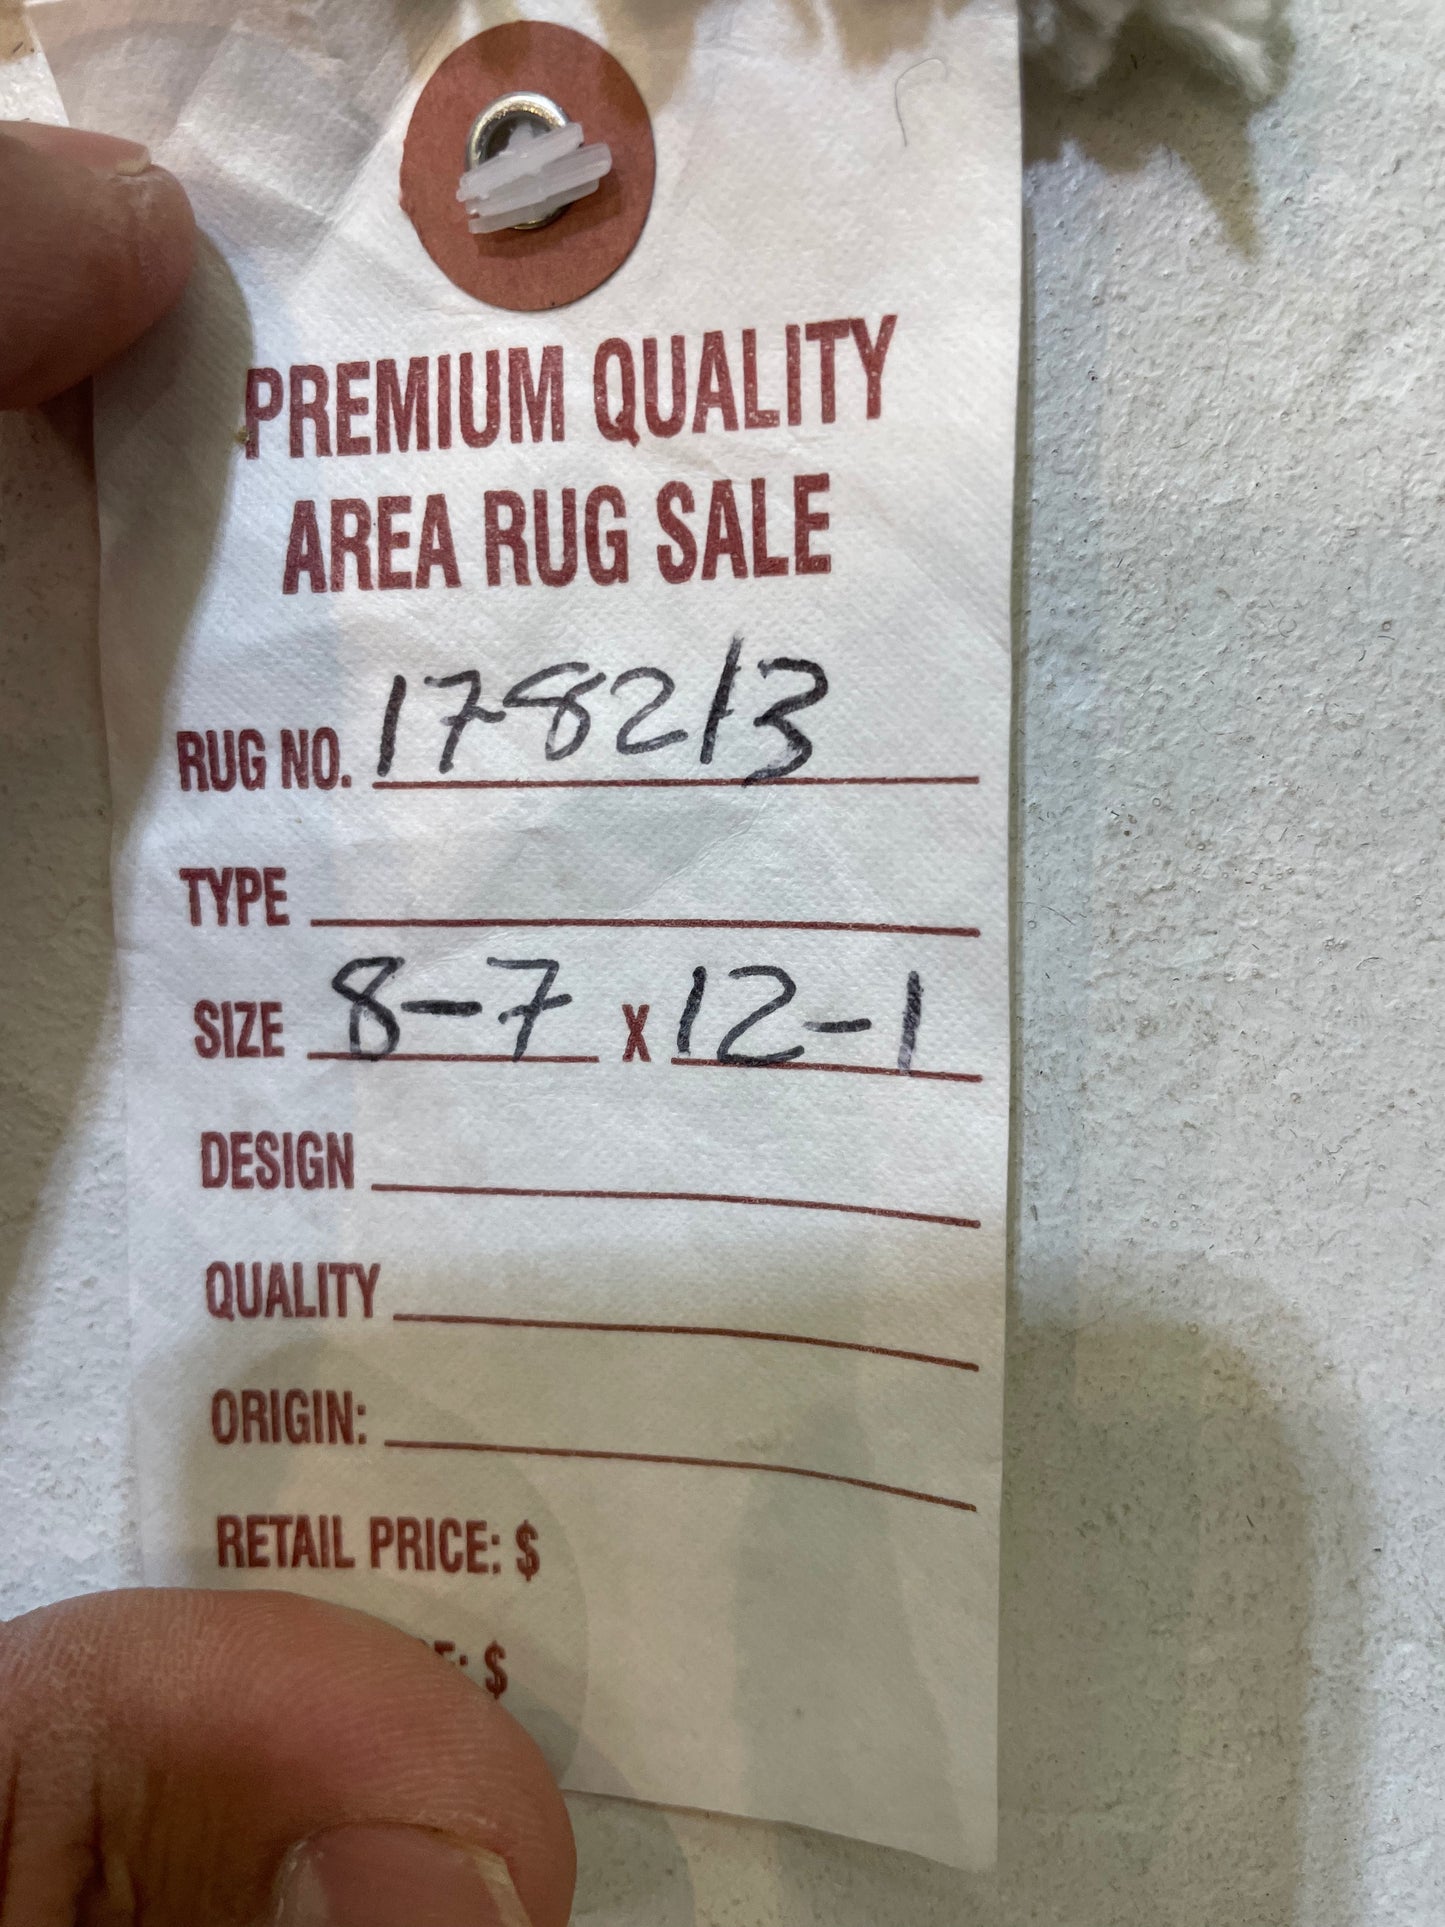 PREMIUM QUALITY
AREA RUG SALE
RUG NO. 178213
TYPE
SIZE 8-7 X 12-1
DESIGN
QUALITY
ORIGIN:
RETAIL PRICE: $
: $